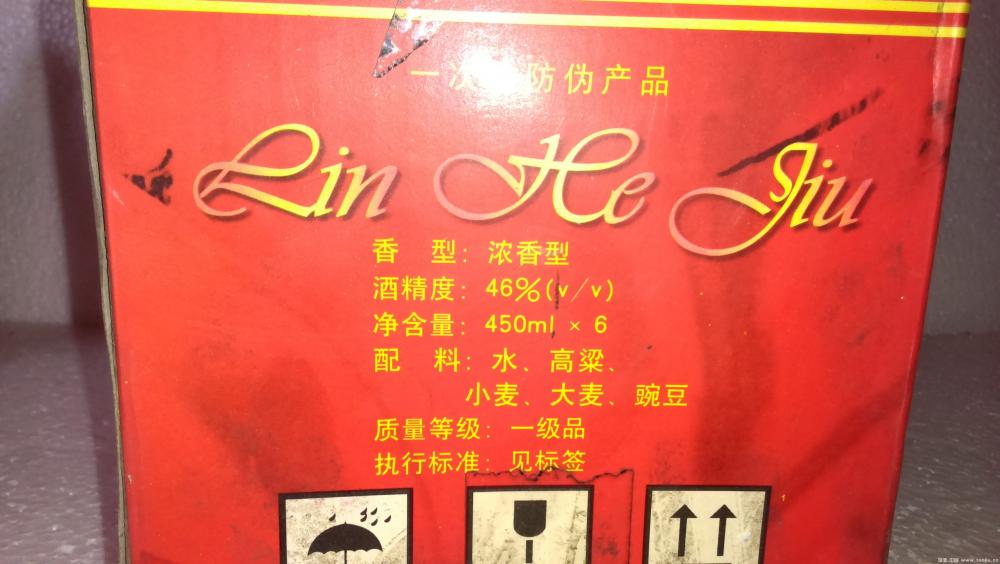 一次 防伪产品
Lin He Jiu
香 型: 浓香型
酒精度: 46%(v/v)
净含量: 450ml × 6
配 料: 水、高粱、
小麦、大麦、豌豆
质量等级: 一级品
执行标准: 见标签